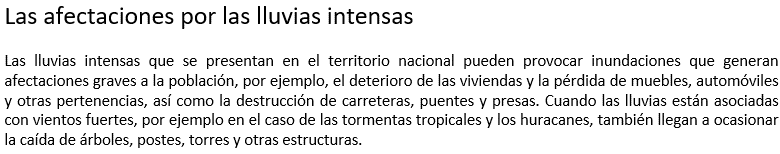 Las afectaciones por las lluvias intensas
Las lluvias intensas que se presentan en el territorio nacional pueden provocar inundaciones que generan
afectaciones graves a la población, por ejemplo, el deterioro de las viviendas y la pérdida de muebles, automóviles
y otras pertenencias, así como la destrucción de carreteras, puentes y presas. Cuando las lluvias están asociadas
con vientos fuertes, por ejemplo en el caso de las tormentas tropicales y los huracanes, también llegan a ocasionar
la caída de árboles, postes, torres y otras estructuras.